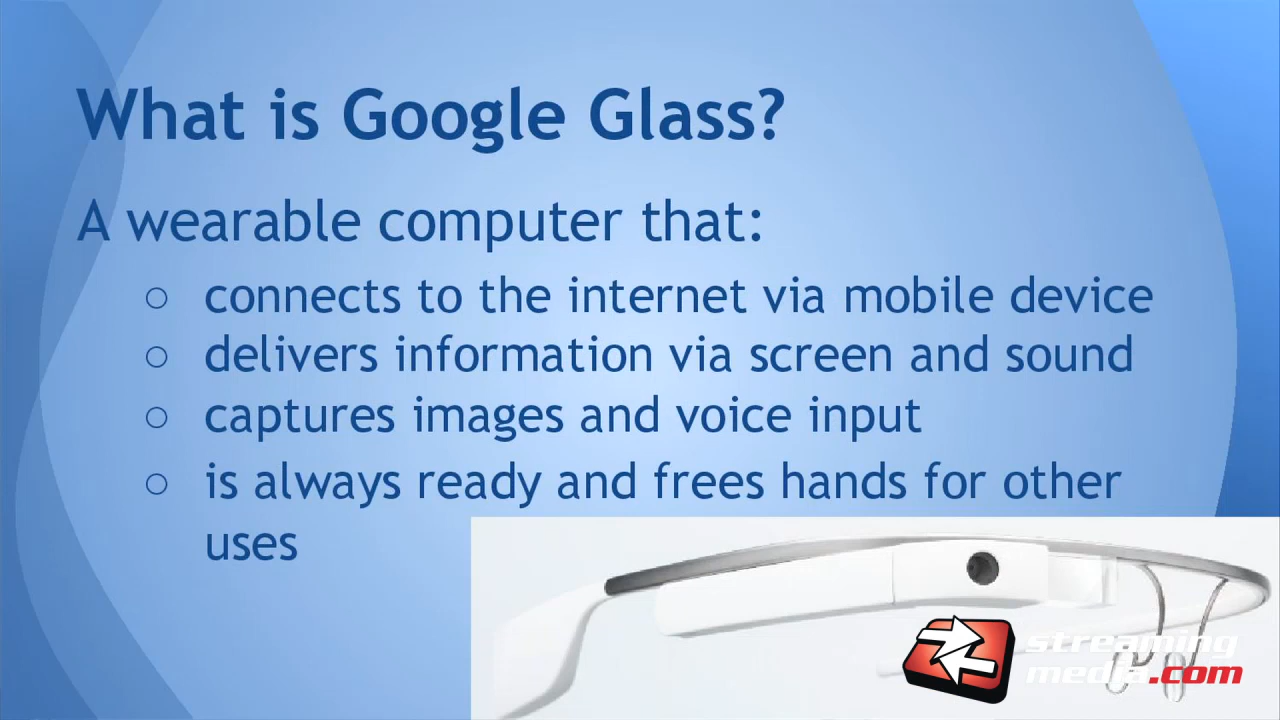 What is Google Glass?
A wearable computer that:
○ connects to the internet via mobile device
○ delivers information via screen and sound
○ captures images and voice input
○ is always ready and frees hands for other
uses
streaming
media.com